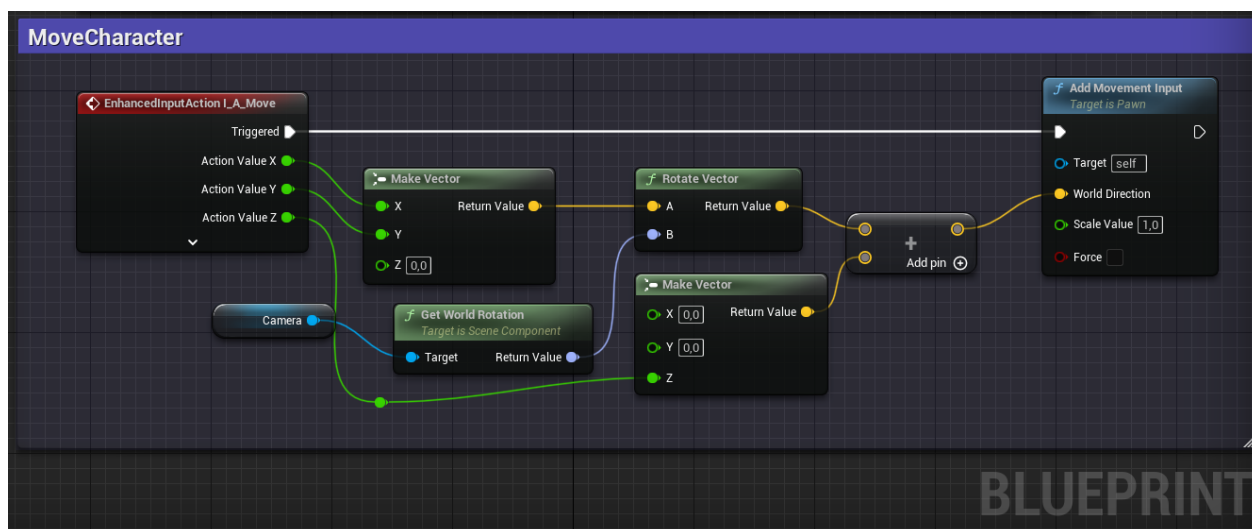 MoveCharacter
EnhancedInputAction I_A_Move
Triggered
Action Value X
Action Value Y
Action Value Z
Make Vector
X Return Value
Y
Z 0,0
Camera
Get World Rotation
Target is Scene Component
Target Return Value
Rotate Vector
A Return Value
B
Make Vector
X 0,0 Return Value
Y 0,0
Z
Add pin
Add Movement Input
Target is Pawn
Target self
World Direction
Scale Value 1,0
Force
BLUEPRINT